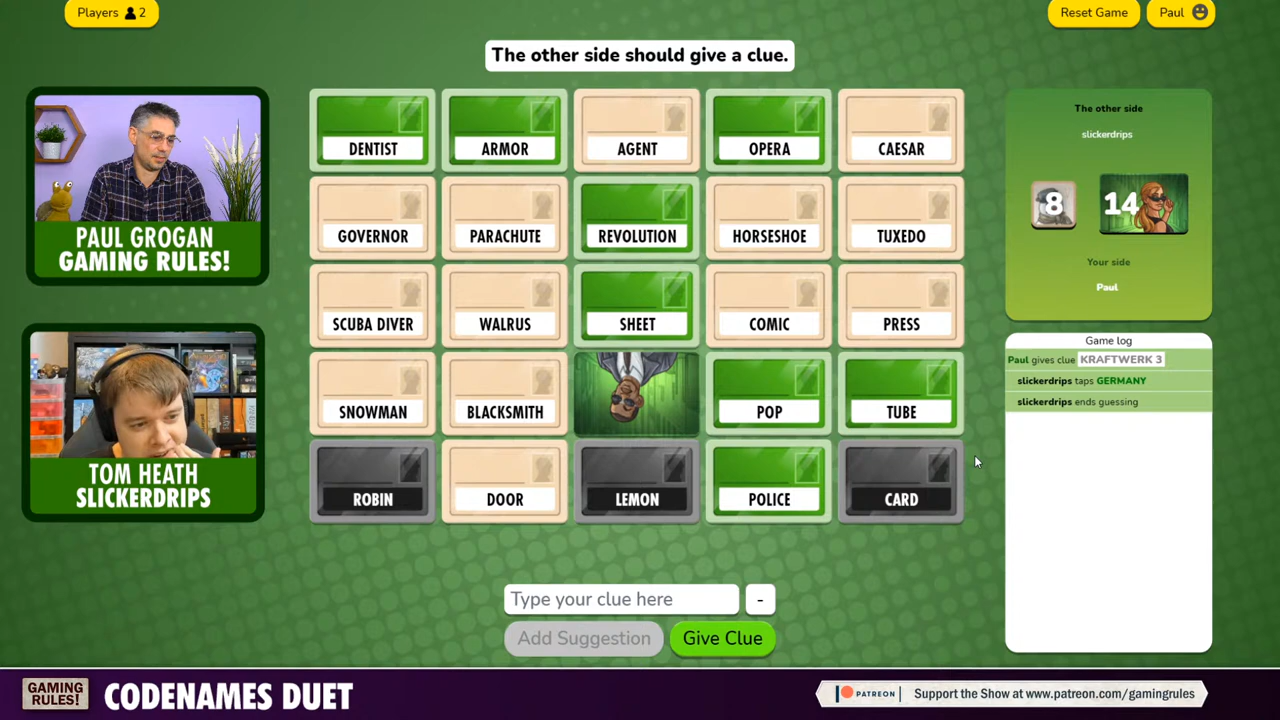 Players 2
Reset Game
Paul
The other side should give a clue.
DENTIST
ARMOR
AGENT
OPERA
CAESAR
GOVERNOR
PARACHUTE
REVOLUTION
HORSESHOE
TUXEDO
SCUBA DIVER
WALRUS
SHEET
COMIC
PRESS
SNOWMAN
BLACKSMITH
POP
TUBE
ROBIN
DOOR
LEMON
POLICE
CARD
PAUL GROGAN
GAMING RULES!
TOM HEATH
SLICKERDRIPS
The other side
slickerdrips
8
14
Your side
Paul
Game log
Paul gives clue KRAFTWERK 3
slickerdrips taps GERMANY
slickerdrips ends guessing
Type your clue here
-
Add Suggestion
Give Clue
GAMING
RULES!
CODENAMES DUET
PATREON
Support the Show at www.patreon.com/gamingrules